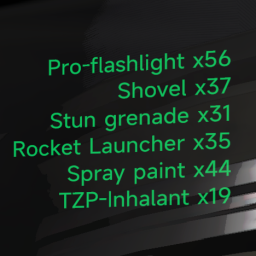 Pro-flashlight x56
Shovel x37
Stun grenade x31
Rocket Launcher x35
Spray paint x44
TZP-Inhalant x19